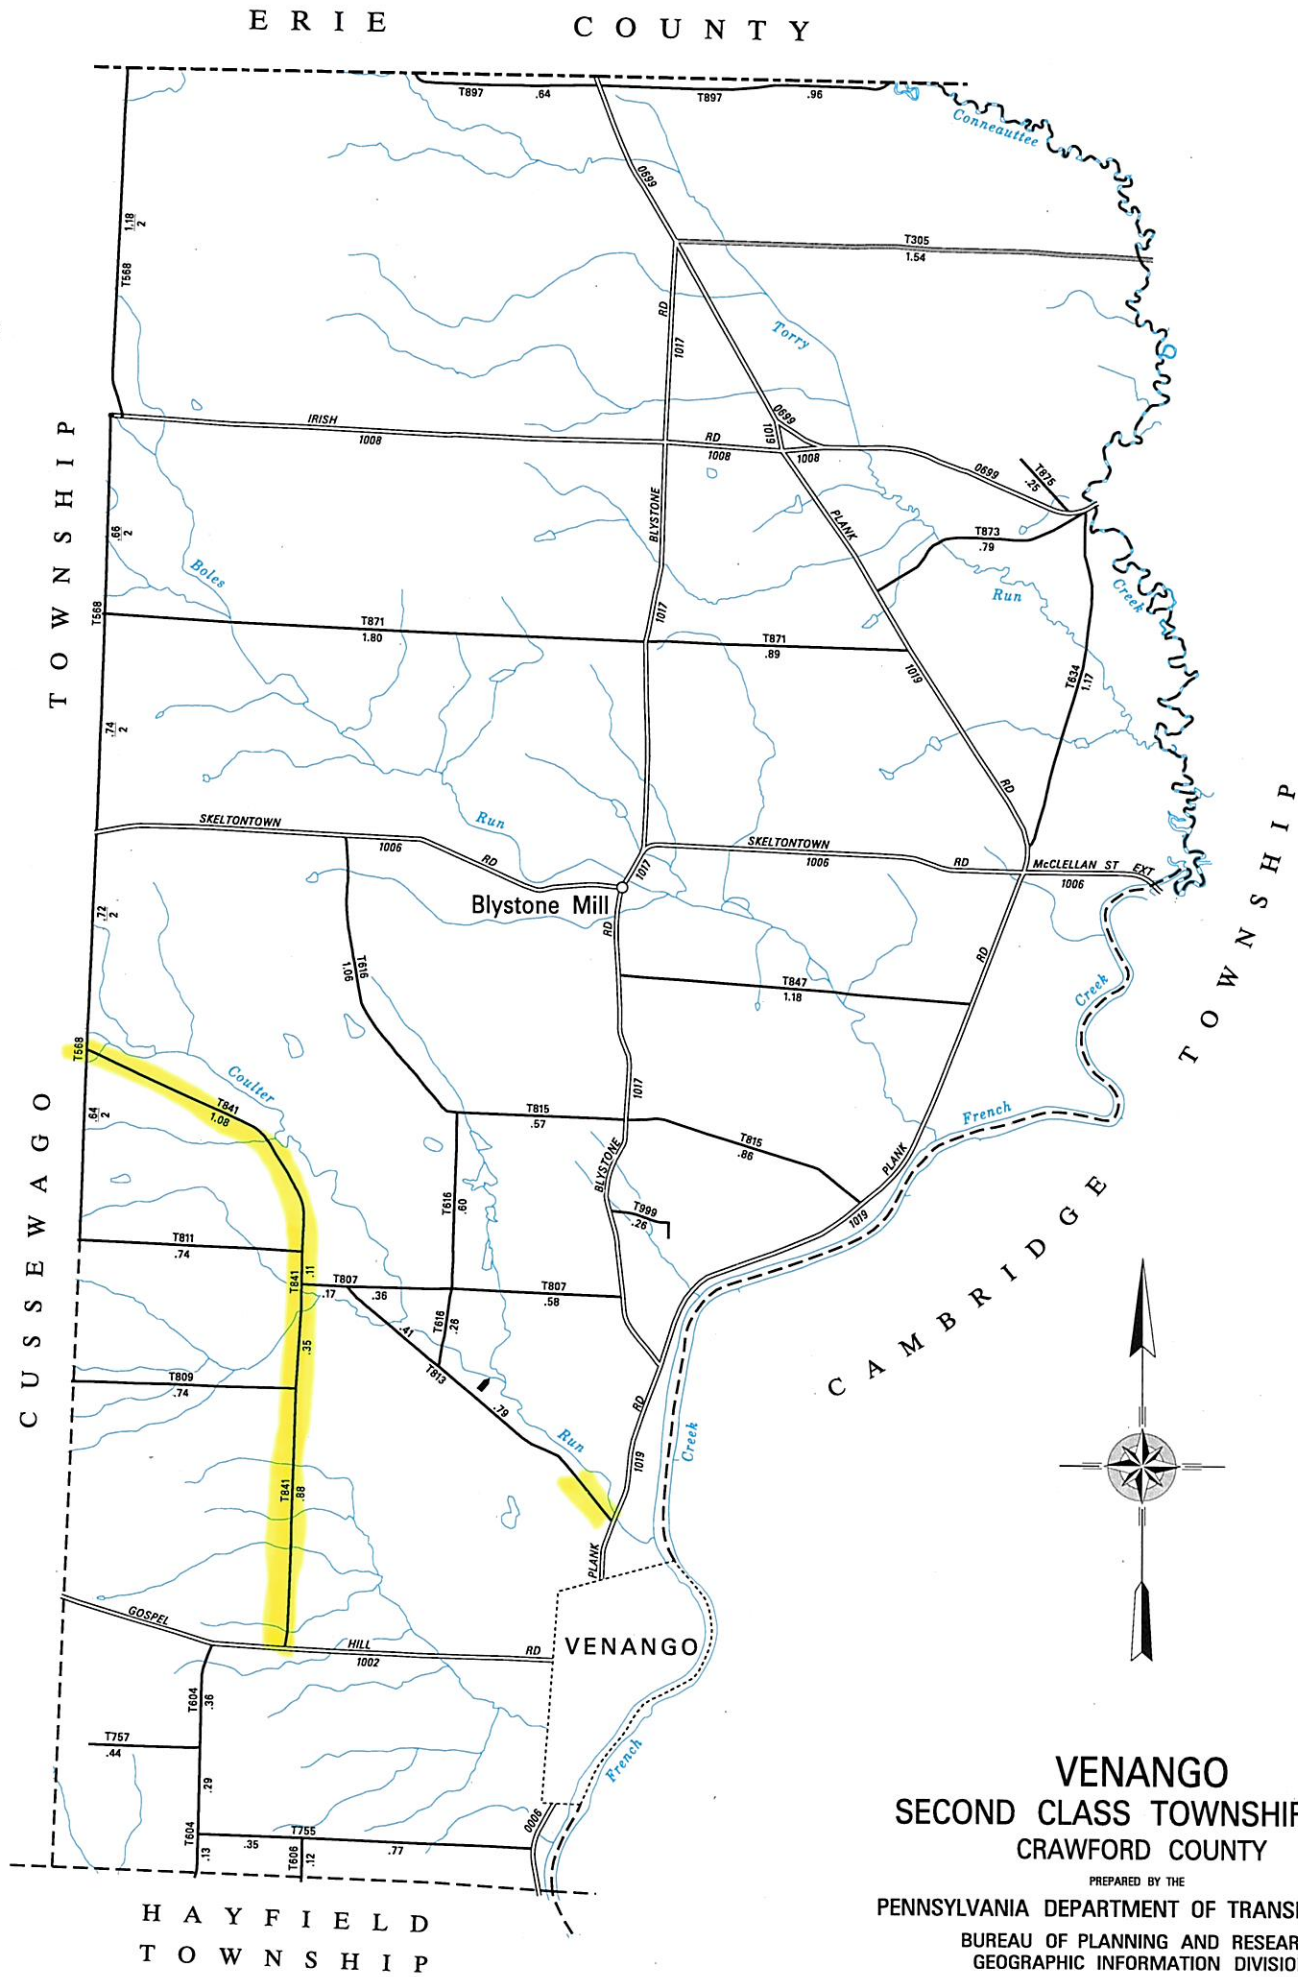 ERIE COUNTY
T897 .64 T897 .96
Conneauttee
0699
1.18
2
T568
T305
1.54
RD
1017
Torry
0699
1019
IRISH RD
1008 1008 1008
0699
T875
.25
TOWNSHIP
BLYSTONE
PLANK
T873
.79
.66
2
Boles
Run
Creek
T568
T871
1.80
1017
T871
.89
1019
T634
1.17
.74
2
RD
SKELTONTOWN
1006
RD
Run
1017
SKELTONTOWN
1006
RD
McCLELLAN ST EXT
1006
Blystone Mill
.72
2
RD
T616
1.06
T847
1.18
RD
Creek
TOWNSHIP
T568
Coulter
T841
1.08
1017
.64
2
T815
.57
T815
.86
French
BLYSTONE
PLANK
CUSSEWAGO
T616
.60
T999
.26
1019
CAMBRIDGE
T811
.74
T841
.11
T807
.17 .36
T807
.58
T616
.26
.41
.35
T813
T809
.74
.79
RD
Run
Creek
1019
T841
.88
PLANK
GOSPEL HILL RD
1002
VENANGO
T604
.36
T757
.44
.29
French
0006
T604
.13
.35
T755
.77
T606
.12
HAYFIELD
TOWNSHIP
VENANGO
SECOND CLASS TOWNSHIP
CRAWFORD COUNTY
PREPARED BY THE
PENNSYLVANIA DEPARTMENT OF TRANS
BUREAU OF PLANNING AND RESEAR
GEOGRAPHIC INFORMATION DIVISIO